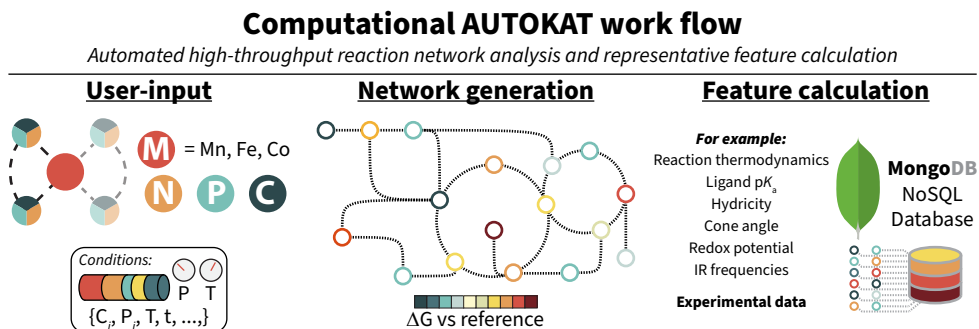 Computational AUTOKAT work flow
Automated high-throughput reaction network analysis and representative feature calculation
User-input
M = Mn, Fe, Co
N P C
Conditions:
P T
{Cᵢ, Pᵢ, T, t, ...,}
Network generation
ΔG vs reference
Feature calculation
For example:
Reaction thermodynamics
Ligand pKₐ
Hydricity
Cone angle
Redox potential
IR frequencies
Experimental data
MongoDB
NoSQL
Database